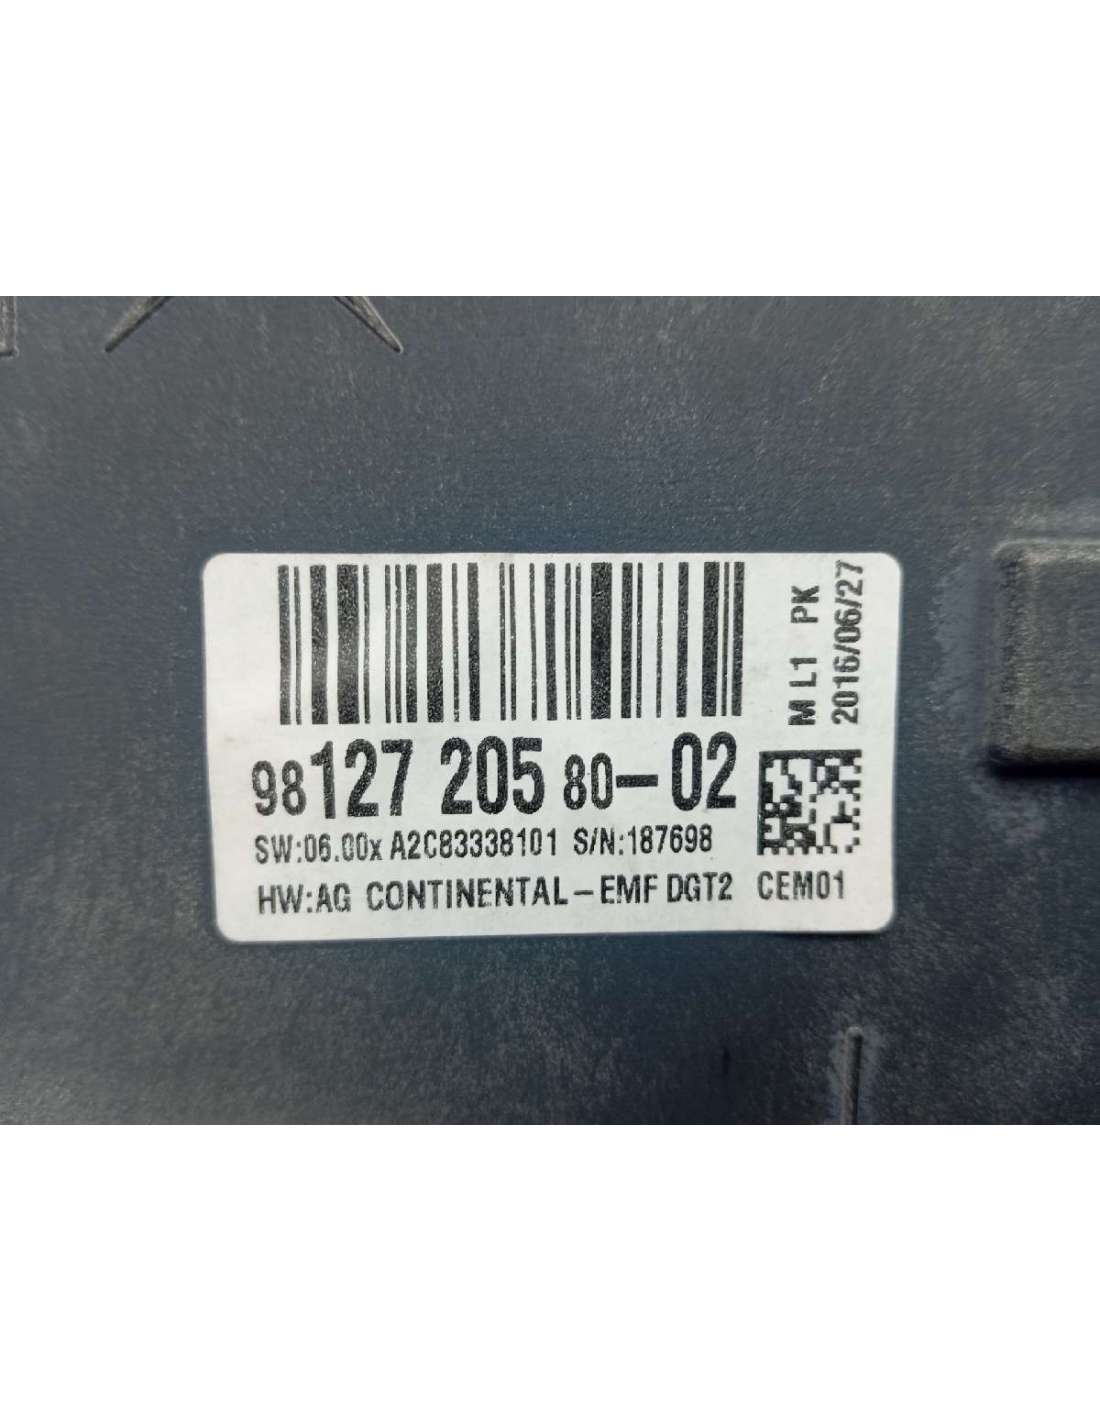 98127 205 80-02
SW:06.00x A2C83338101 S/N:187698
HW:AG CONTINENTAL-EMF DGT2 CEM01
M L1 PK
2016/06/27